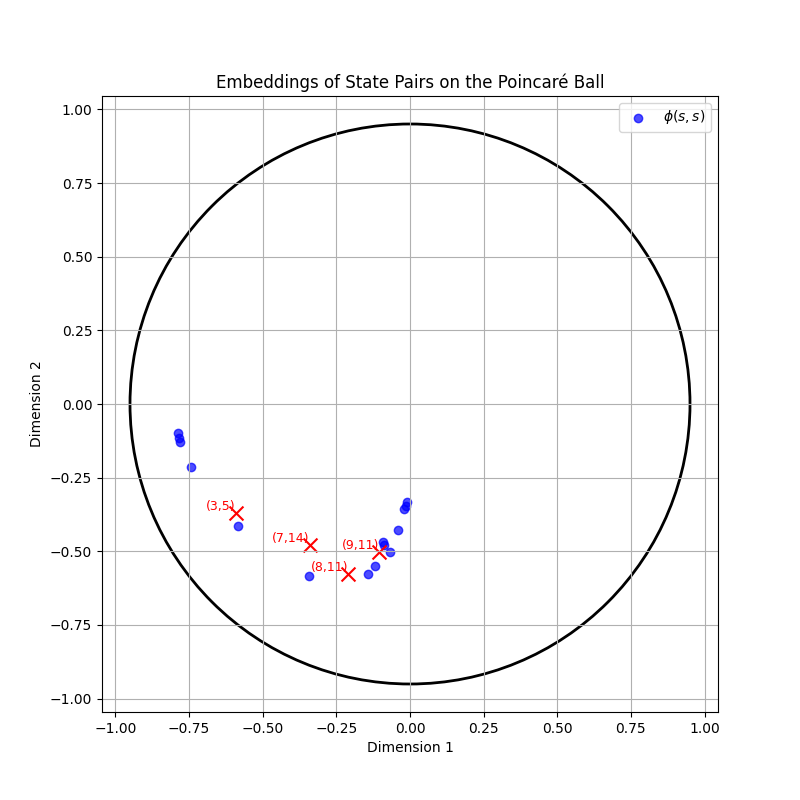 Embeddings of State Pairs on the Poincaré Ball
ϕ(s, s)
1.00
0.75
0.50
0.25
0.00
−0.25
−0.50
−0.75
−1.00
Dimension 2
(3,5)
(7,14)
(9,11)
(8,11)
−1.00 −0.75 −0.50 −0.25 0.00 0.25 0.50 0.75 1.00
Dimension 1